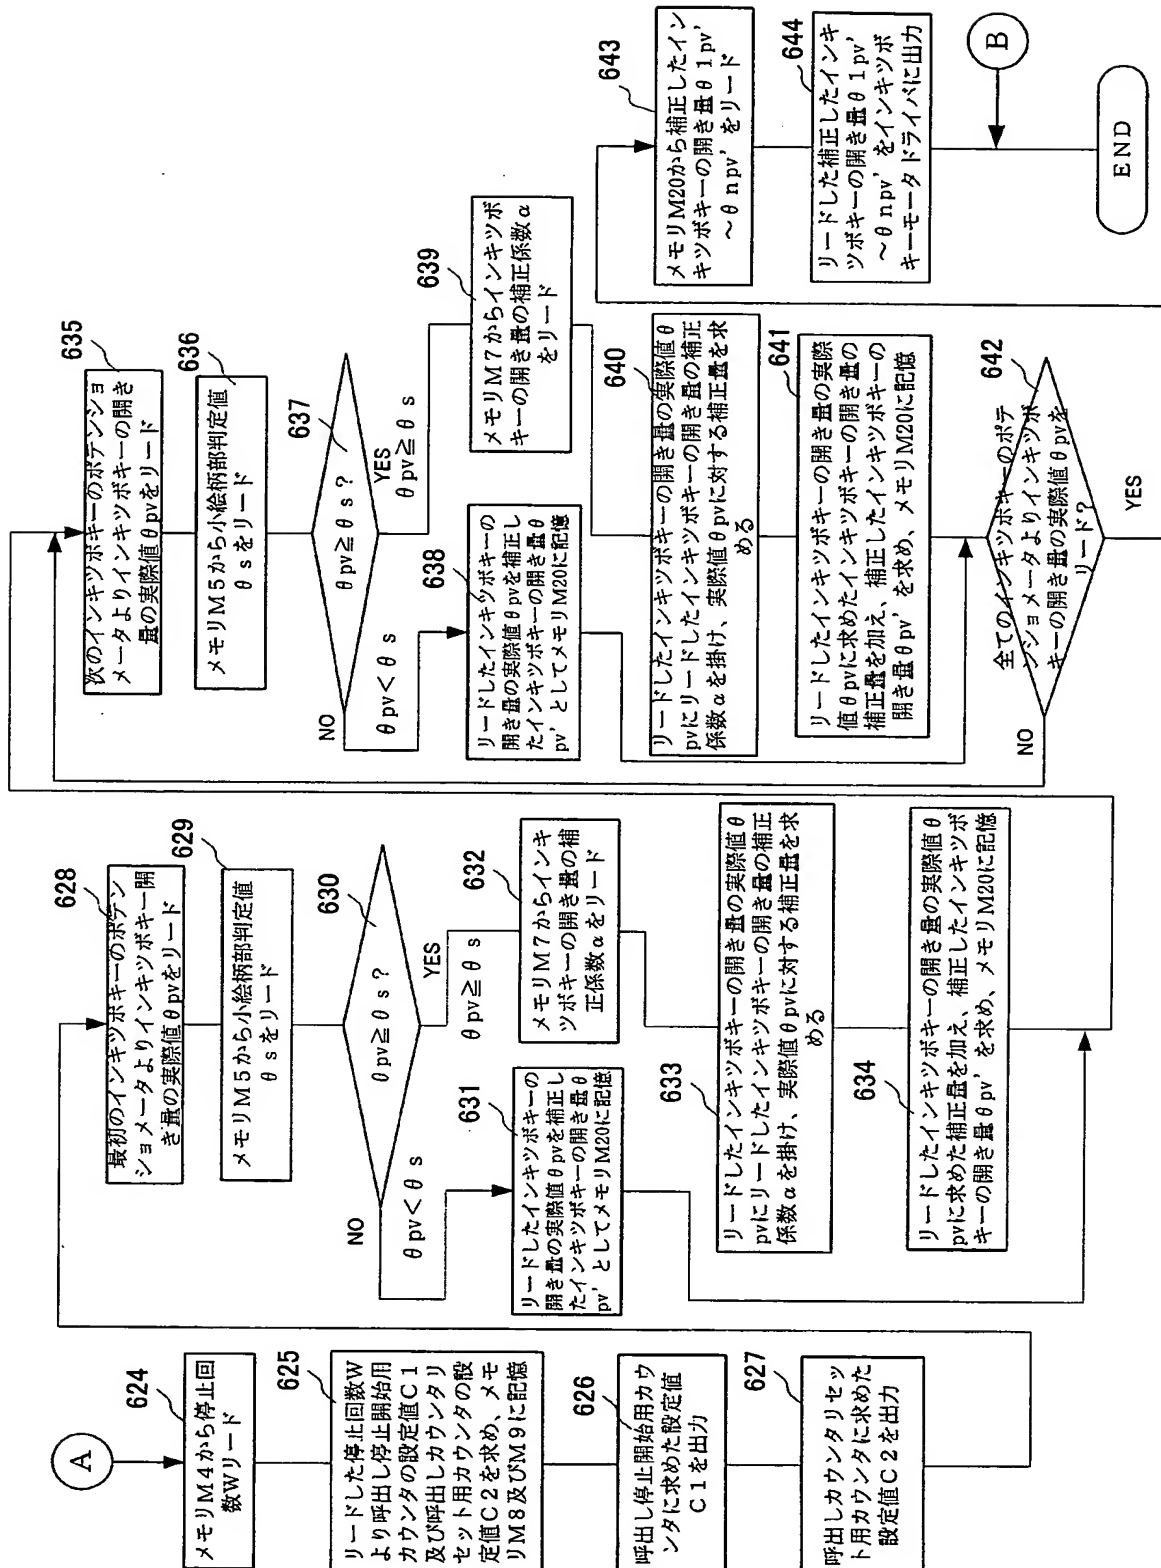 A
624
メモリM4から停止回
数Wリード
625
リードした停止回数W
より呼出し停止開始用
カウンタの設定値C1
及び呼出しカウンタリ
セット用カウンタの設
定値C2を求め、メモ
リM8及びM9に記憶
626
呼出し停止開始用カウ
ンタに求めた設定値
C1を出力
627
呼出しカウンタリセッ
ト用カウンタに求めた
設定値C2を出力
628
最初のインキツボキーのポテン
ショメータよりインキツボキー開
き量の実際値θpvをリード
629
メモリM5から小絵柄部判定値
θsをリード
630
θpv≧θs?
NO
θpv<θs
YES
θpv≧θs
631
リードしたインキツボキーの
開き量の実際値θpvを補正し
たインキツボキーの開き量θ
pv'としてメモリM20に記憶
632
メモリM7からインキ
ツボキーの開き量の補
正係数αをリード
633
リードしたインキツボキーの開き量の実際値θ
pvにリードしたインキツボキーの開き量の補正
係数αを掛け、実際値θpvに対する補正量を求
める
634
リードしたインキツボキーの開き量の実際値θ
pvに求めた補正量を加え、補正したインキツボ
キーの開き量θpv'を求め、メモリM20に記憶
635
次のインキツボキーのポテンショ
メータよりインキツボキーの開き
量の実際値θpvをリード
636
メモリM5から小絵柄部判定値
θsをリード
637
θpv≧θs?
NO
θpv<θs
YES
θpv≧θs
638
リードしたインキツボキーの
開き量の実際値θpvを補正し
たインキツボキーの開き量θ
pv'としてメモリM20に記憶
639
メモリM7からインキツボ
キーの開き量の補正係数α
をリード
640
リードしたインキツボキーの開き量の実際値θ
pvにリードしたインキツボキーの開き量の補正
係数αを掛け、実際値θpvに対する補正量を求
める
641
リードしたインキツボキーの開き量の実際
値θpvに求めたインキツボキーの開き量の
補正量を加え、補正したインキツボキーの
開き量θpv'を求め、メモリM20に記憶
642
全てのインキツボキーのポテ
ンショメータよりインキツボ
キーの開き量の実際値θpvを
リード?
NO
YES
643
メモリM20から補正したイン
キツボキーの開き量θ1pv'
～θnpv'をリード
644
リードした補正したインキ
ツボキーの開き量θ1pv'
～θnpv'をインキツボ
キーモータドライバに出力
B
END